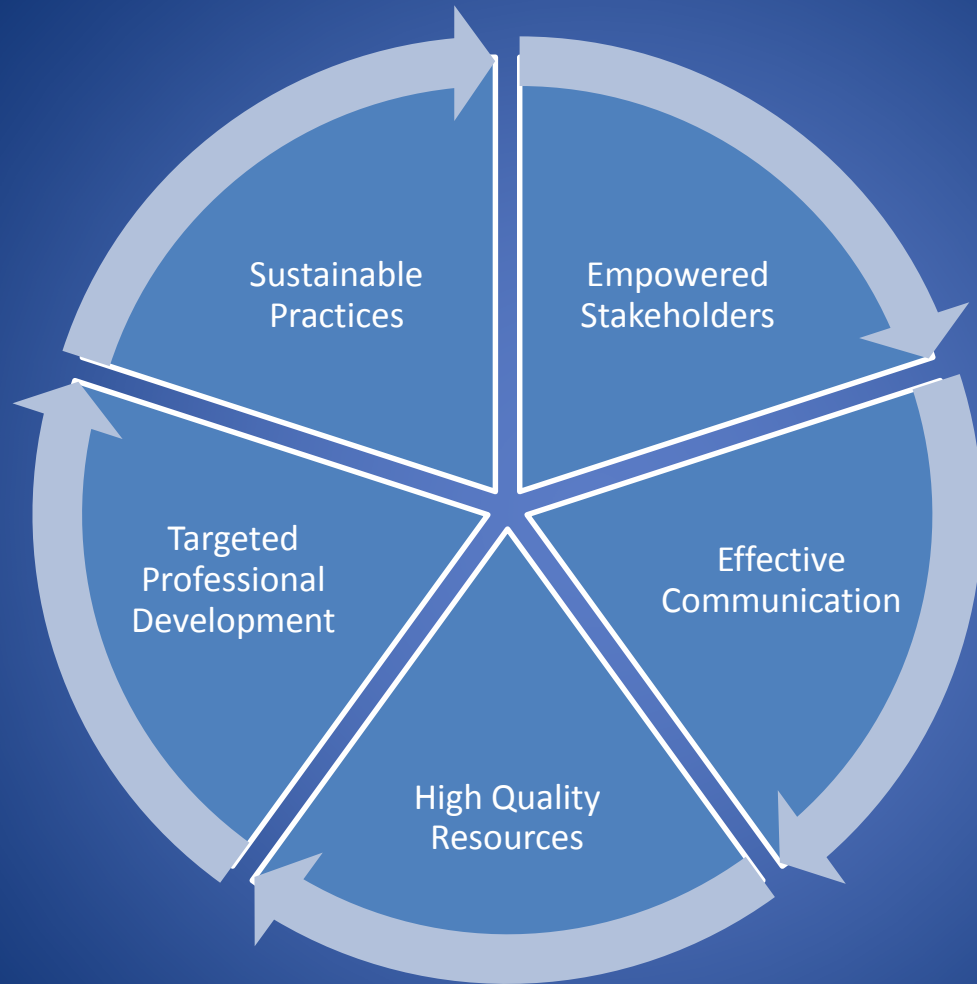 Sustainable
Practices
Empowered
Stakeholders
Effective
Communication
High Quality
Resources
Targeted
Professional
Development